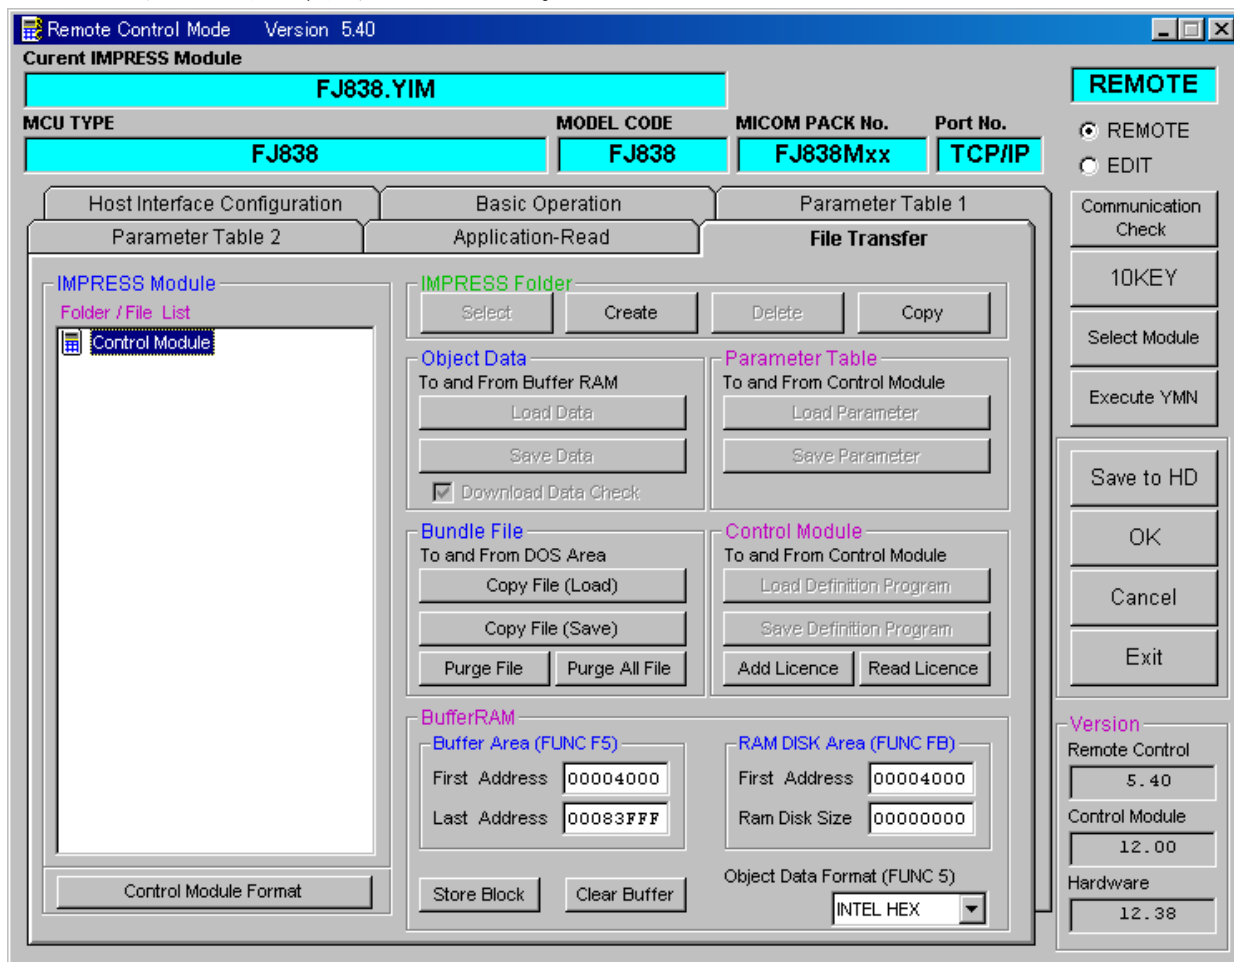 Remote Control Mode Version 5.40
Curent IMPRESS Module
FJ838.YIM
REMOTE
MCU TYPE
MODEL CODE
MICOM PACK No.
Port No.
FJ838
FJ838
FJ838Mxx
TCP/IP
REMOTE
EDIT
Host Interface Configuration
Basic Operation
Parameter Table 1
Parameter Table 2
Application-Read
File Transfer
Communication
Check
10KEY
Select Module
Execute YMN
IMPRESS Module
Folder / File List
Control Module
Control Module Format
IMPRESS Folder
Select
Create
Delete
Copy
Object Data
To and From Buffer RAM
Load Data
Save Data
Download Data Check
Parameter Table
To and From Control Module
Load Parameter
Save Parameter
Bundle File
To and From DOS Area
Copy File (Load)
Copy File (Save)
Purge File
Purge All File
Control Module
To and From Control Module
Load Definition Program
Save Definition Program
Add Licence
Read Licence
BufferRAM
Buffer Area (FUNC F5)
First Address
00004000
Last Address
00083FFF
RAM DISK Area (FUNC FB)
First Address
00004000
Ram Disk Size
00000000
Store Block
Clear Buffer
Object Data Format (FUNC 5)
INTEL HEX
Save to HD
OK
Cancel
Exit
Version
Remote Control
5.40
Control Module
12.00
Hardware
12.38